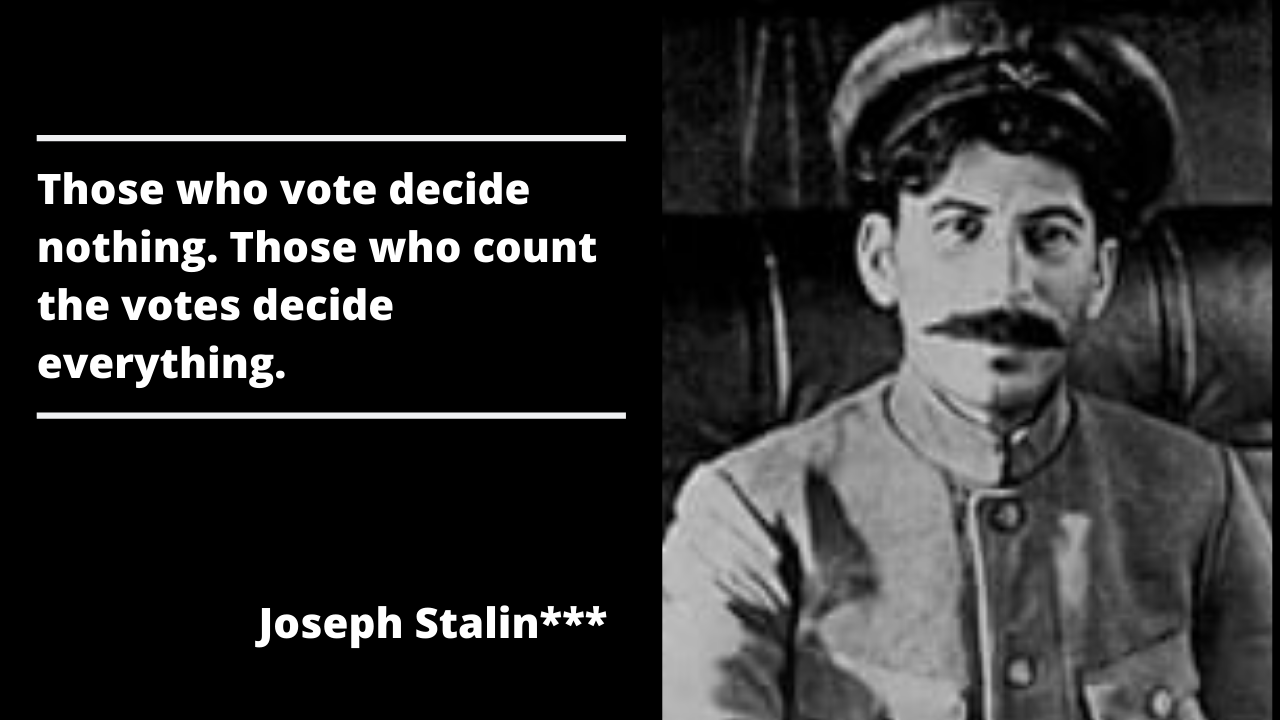 Those who vote decide
nothing. Those who count
the votes decide
everything.
Joseph Stalin***